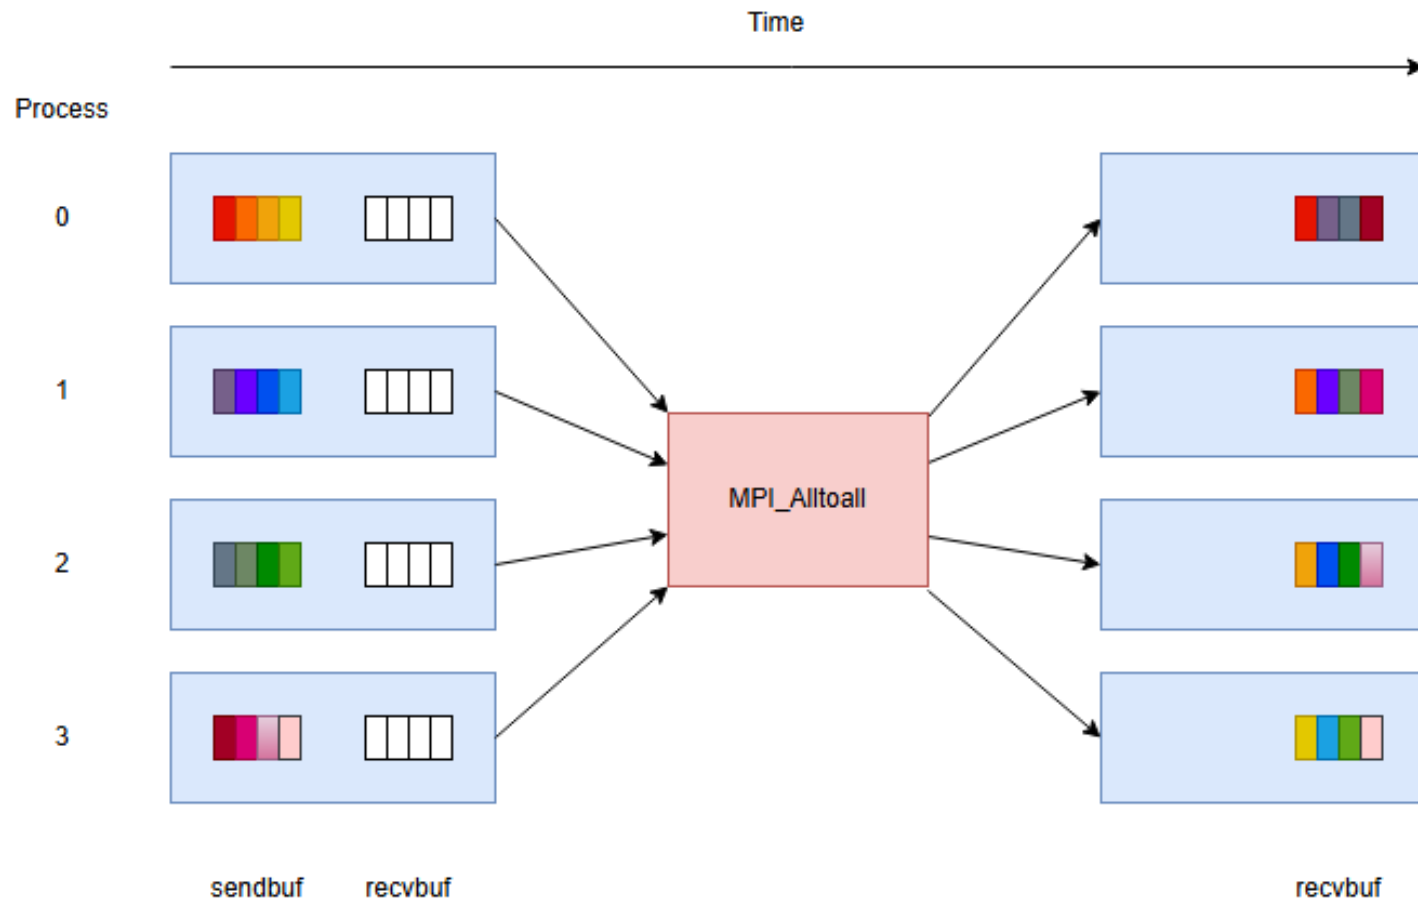 Time
Process
0
1
MPI_Alltoall
2
3
sendbuf
recvbuf
recvbuf